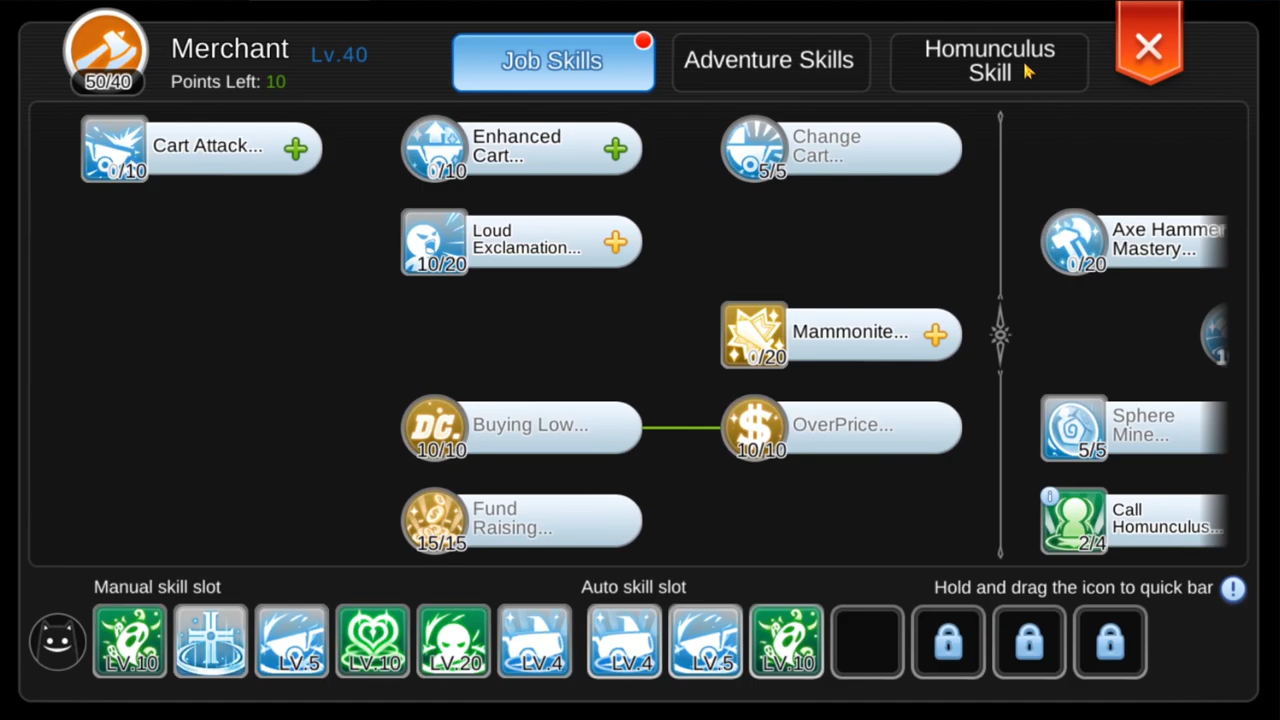 Merchant Lv.40
50/40
Points Left: 10
Job Skills
Adventure Skills
Homunculus
Skill
Cart Attack...
0/10
Enhanced
Cart...
0/10
Change
Cart...
5/5
Loud
Exclamation...
10/20
Axe Hammer
Mastery...
0/20
Mammonite...
0/20
DC.
Buying Low...
10/10
$
OverPrice...
10/10
Sphere
Mine...
5/5
Fund
Raising...
15/15
Call
Homunculus...
2/4
Manual skill slot
Auto skill slot
Hold and drag the icon to quick bar
LV.10
LV.5
LV.10
LV.20
LV.4
LV.4
LV.5
LV.10